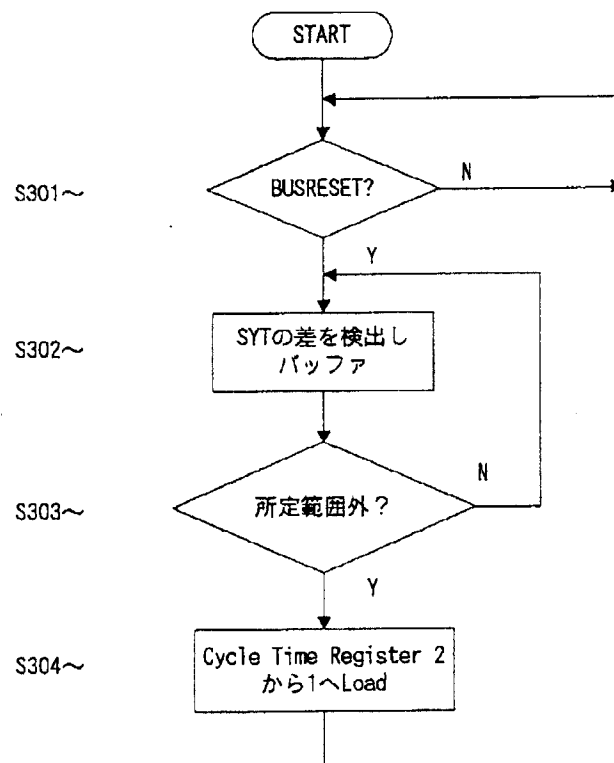 START
S301～
BUSRESET?
N
Y
S302～
SYTの差を検出し
バッファ
S303～
所定範囲外？
N
Y
S304～
Cycle Time Register 2
から1へLoad